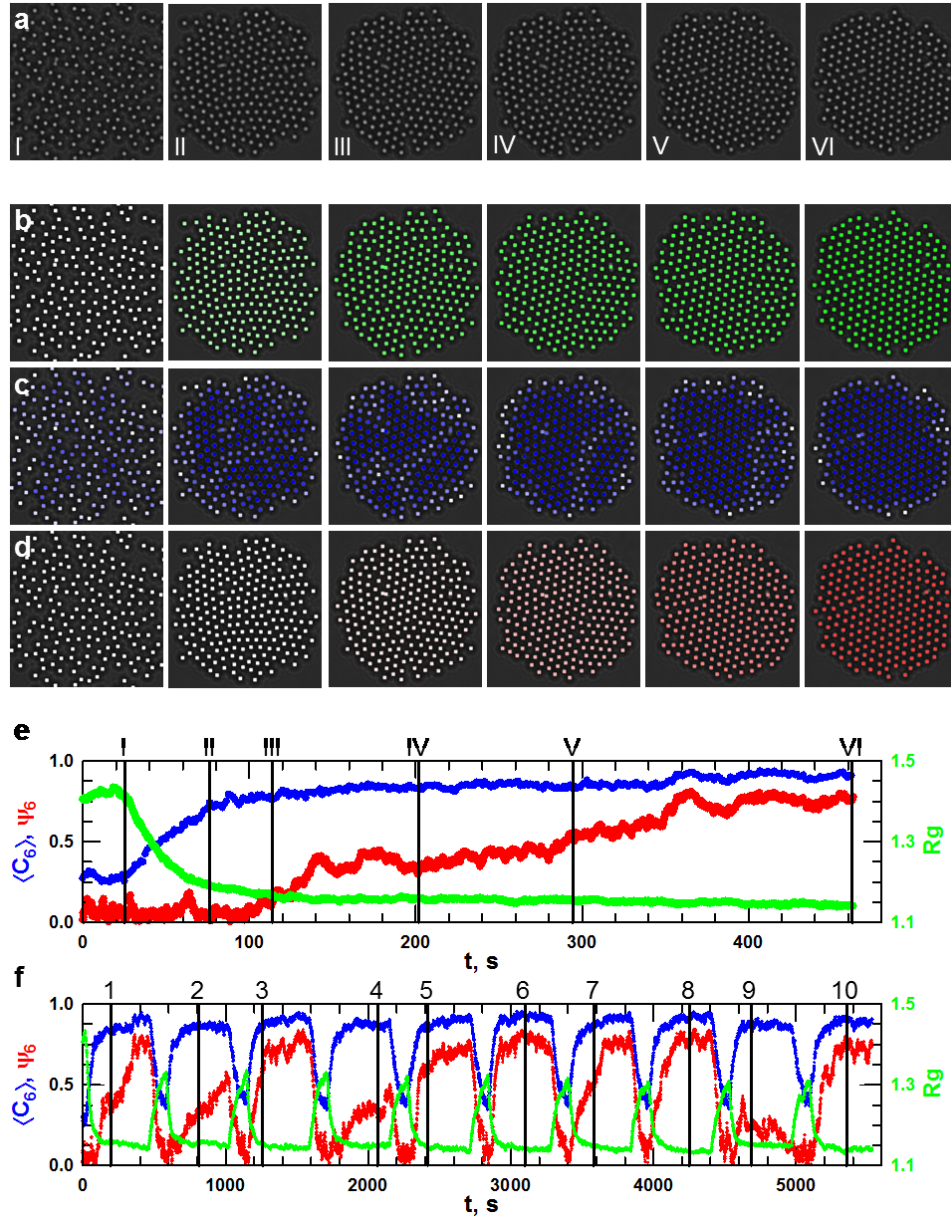 a
I II III IV V VI
b
c
d
e
I II III IV V VI
1.0 1.5
0.5 1.3
0.0 1.1
⟨C6⟩, Ψ6
Rg
0 100 200 300 400
t, s
f
1 2 3 4 5 6 7 8 9 10
1.0 1.5
0.5 1.3
0.0 1.1
⟨C6⟩, Ψ6
Rg
0 1000 2000 3000 4000 5000
t, s